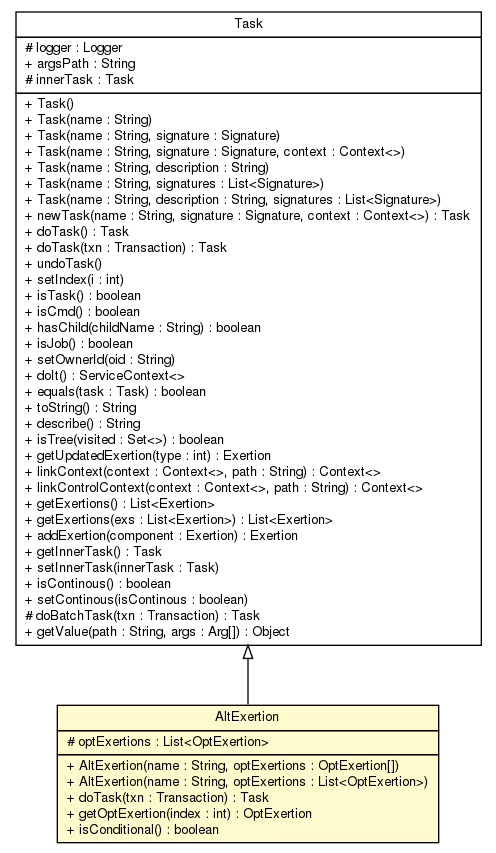 Task
# logger : Logger
+ argsPath : String
# innerTask : Task
+ Task()
+ Task(name : String)
+ Task(name : String, signature : Signature)
+ Task(name : String, signature : Signature, context : Context<>)
+ Task(name : String, description : String)
+ Task(name : String, signatures : List<Signature>)
+ Task(name : String, description : String, signatures : List<Signature>)
+ newTask(name : String, signature : Signature, context : Context<>) : Task
+ doTask() : Task
+ doTask(txn : Transaction) : Task
+ undoTask()
+ setIndex(i : int)
+ isTask() : boolean
+ isCmd() : boolean
+ hasChild(childName : String) : boolean
+ isJob() : boolean
+ setOwnerId(oid : String)
+ doIt() : ServiceContext<>
+ equals(task : Task) : boolean
+ toString() : String
+ describe() : String
+ isTree(visited : Set<>) : boolean
+ getUpdatedExertion(type : int) : Exertion
+ linkContext(context : Context<>, path : String) : Context<>
+ linkControlContext(context : Context<>, path : String) : Context<>
+ getExertions() : List<Exertion>
+ getExertions(exs : List<Exertion>) : List<Exertion>
+ addExertion(component : Exertion) : Exertion
+ getInnerTask() : Task
+ setInnerTask(innerTask : Task)
+ isContinous() : boolean
+ setContinous(isContinous : boolean)
# doBatchTask(txn : Transaction) : Task
+ getValue(path : String, args : Arg[]) : Object
AltExertion
# optExertions : List<OptExertion>
+ AltExertion(name : String, optExertions : OptExertion[])
+ AltExertion(name : String, optExertions : List<OptExertion>)
+ doTask(txn : Transaction) : Task
+ getOptExertion(index : int) : OptExertion
+ isConditional() : boolean